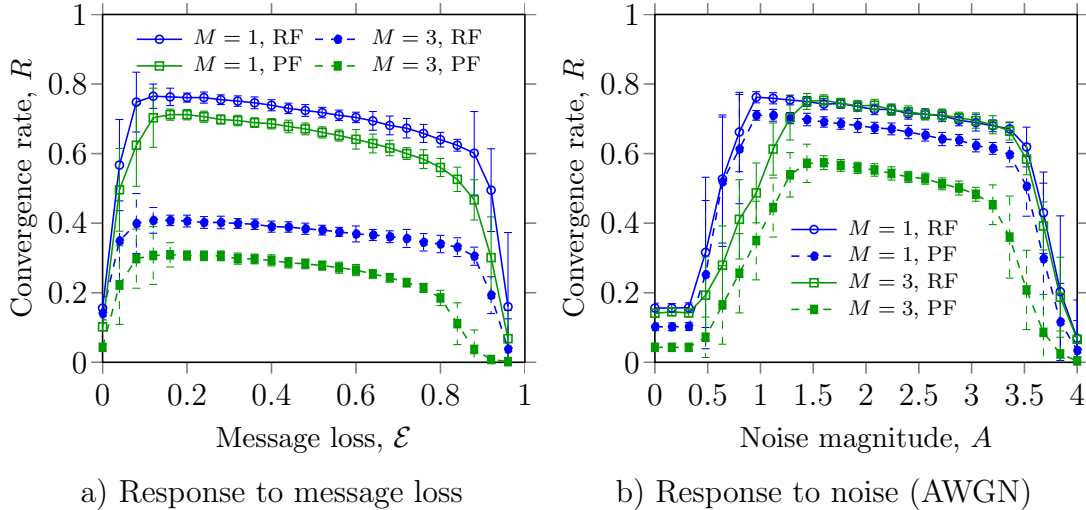 Convergence rate, R
1
0.8
0.6
0.4
0.2
0
M = 1, RF
M = 3, RF
M = 1, PF
M = 3, PF
0
0.2
0.4
0.6
0.8
1
Message loss, ℰ
a) Response to message loss
Convergence rate, R
1
0.8
0.6
0.4
0.2
0
M = 1, RF
M = 1, PF
M = 3, RF
M = 3, PF
0
0.5
1
1.5
2
2.5
3
3.5
4
Noise magnitude, A
b) Response to noise (AWGN)